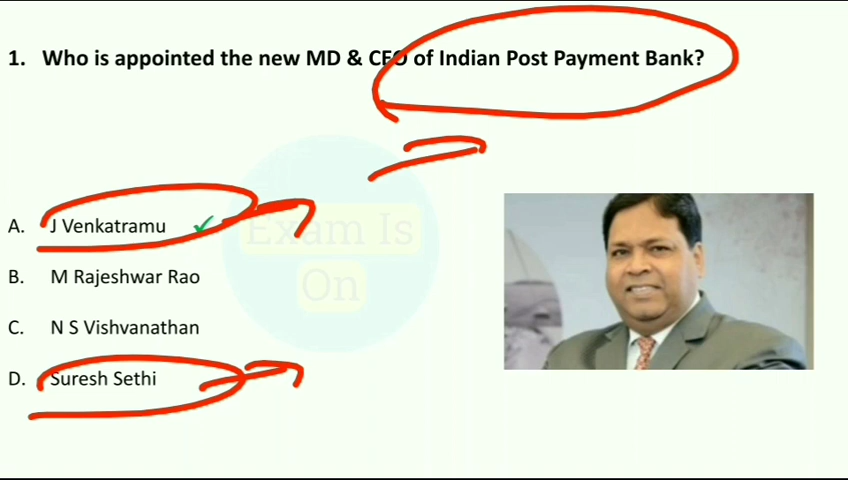 1. Who is appointed the new MD & CEO of Indian Post Payment Bank?
A. J Venkatramu
Exam Is
On
B. M Rajeshwar Rao
C. N S Vishvanathan
D. Suresh Sethi